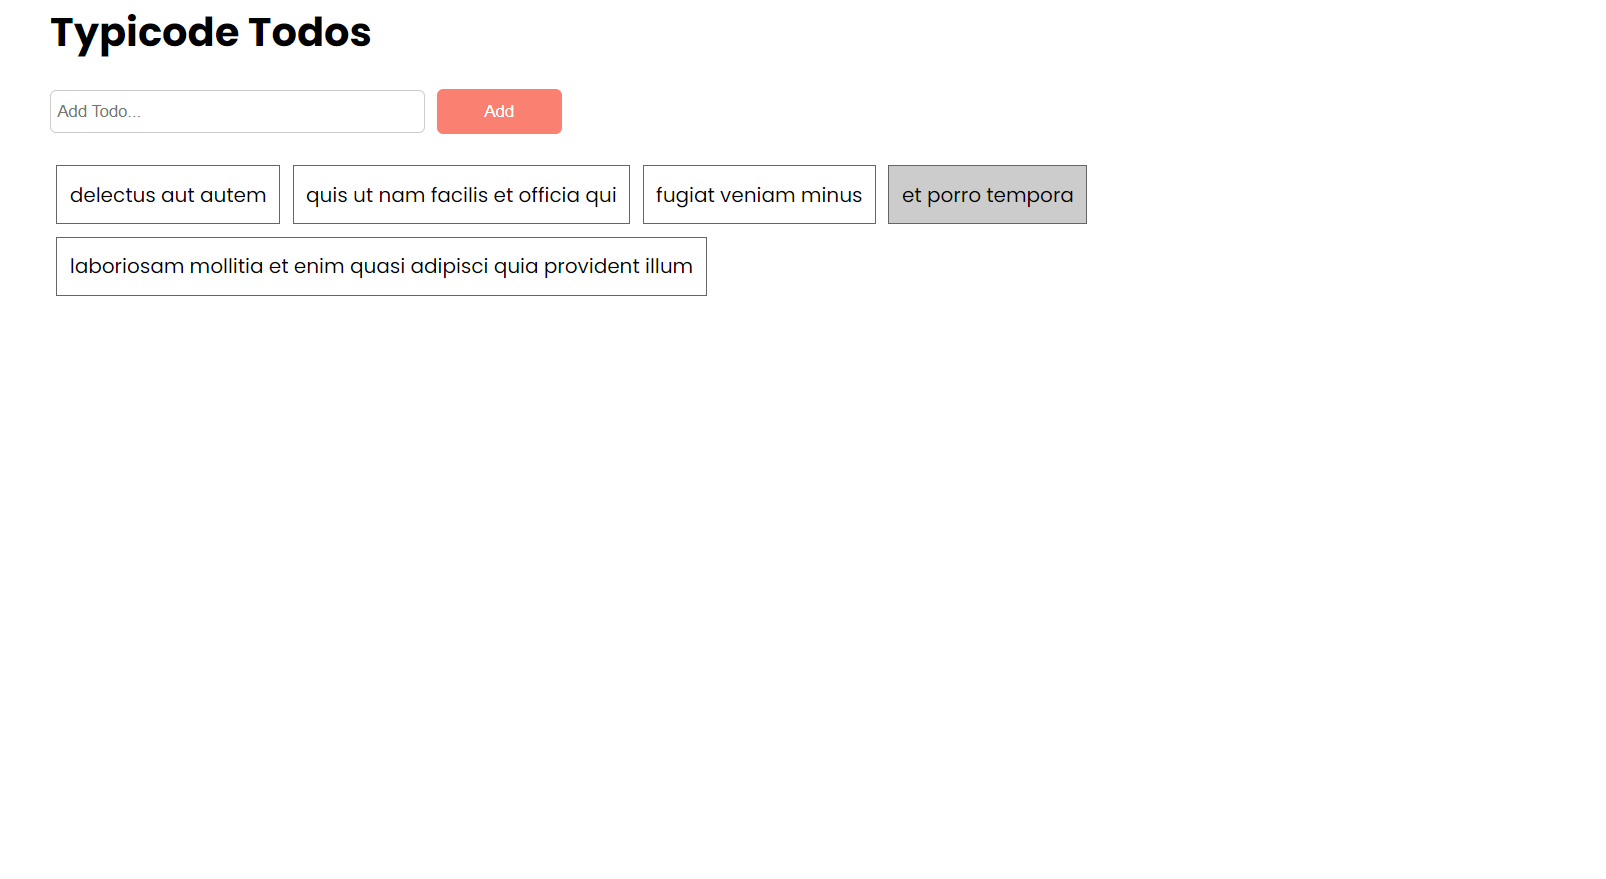 Typicode Todos
Add Todo...
Add
delectus aut autem
quis ut nam facilis et officia qui
fugiat veniam minus
et porro tempora
laboriosam mollitia et enim quasi adipisci quia provident illum